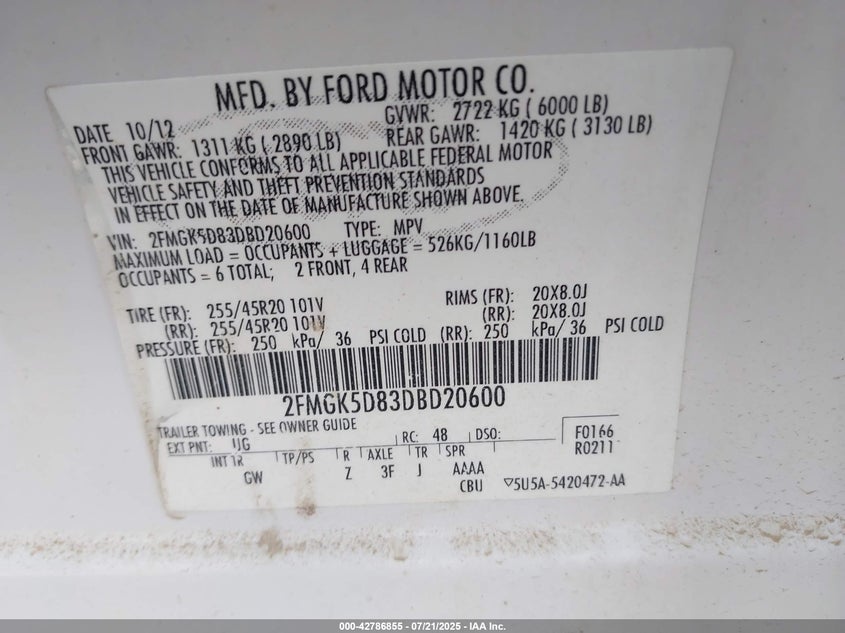 MFD. BY FORD MOTOR CO.
DATE 10/12 GVWR: 2722 KG ( 6000 LB)
FRONT GAWR: 1311 KG ( 2890 LB) REAR GAWR: 1420 KG ( 3130 LB)
THIS VEHICLE CONFORMS TO ALL APPLICABLE FEDERAL MOTOR
VEHICLE SAFETY AND THEFT PREVENTION STANDARDS
IN EFFECT ON THE DATE OF MANUFACTURE SHOWN ABOVE.
VIN: 2FMGK5D83DBD20600 TYPE: MPV
MAXIMUM LOAD = OCCUPANTS + LUGGAGE = 526KG/1160LB
OCCUPANTS = 6 TOTAL; 2 FRONT, 4 REAR
TIRE (FR): 255/45R20 101V RIMS (FR): 20X8.0J
(RR): 255/45R20 101V (RR): 20X8.0J
PRESSURE (FR): 250 kPa/ 36 PSI COLD (RR): 250 kPa/ 36 PSI COLD
2FMGK5D83DBD20600
TRAILER TOWING - SEE OWNER GUIDE
EXT PNT: UG RC: 48 DSO: F0166
R0211
INT TR TP/PS R AXLE TR SPR
GW Z 3F J AAAA
CBU ▽5U5A-5420472-AA
000-42786855 / 07/21/2025 - IAA Inc.